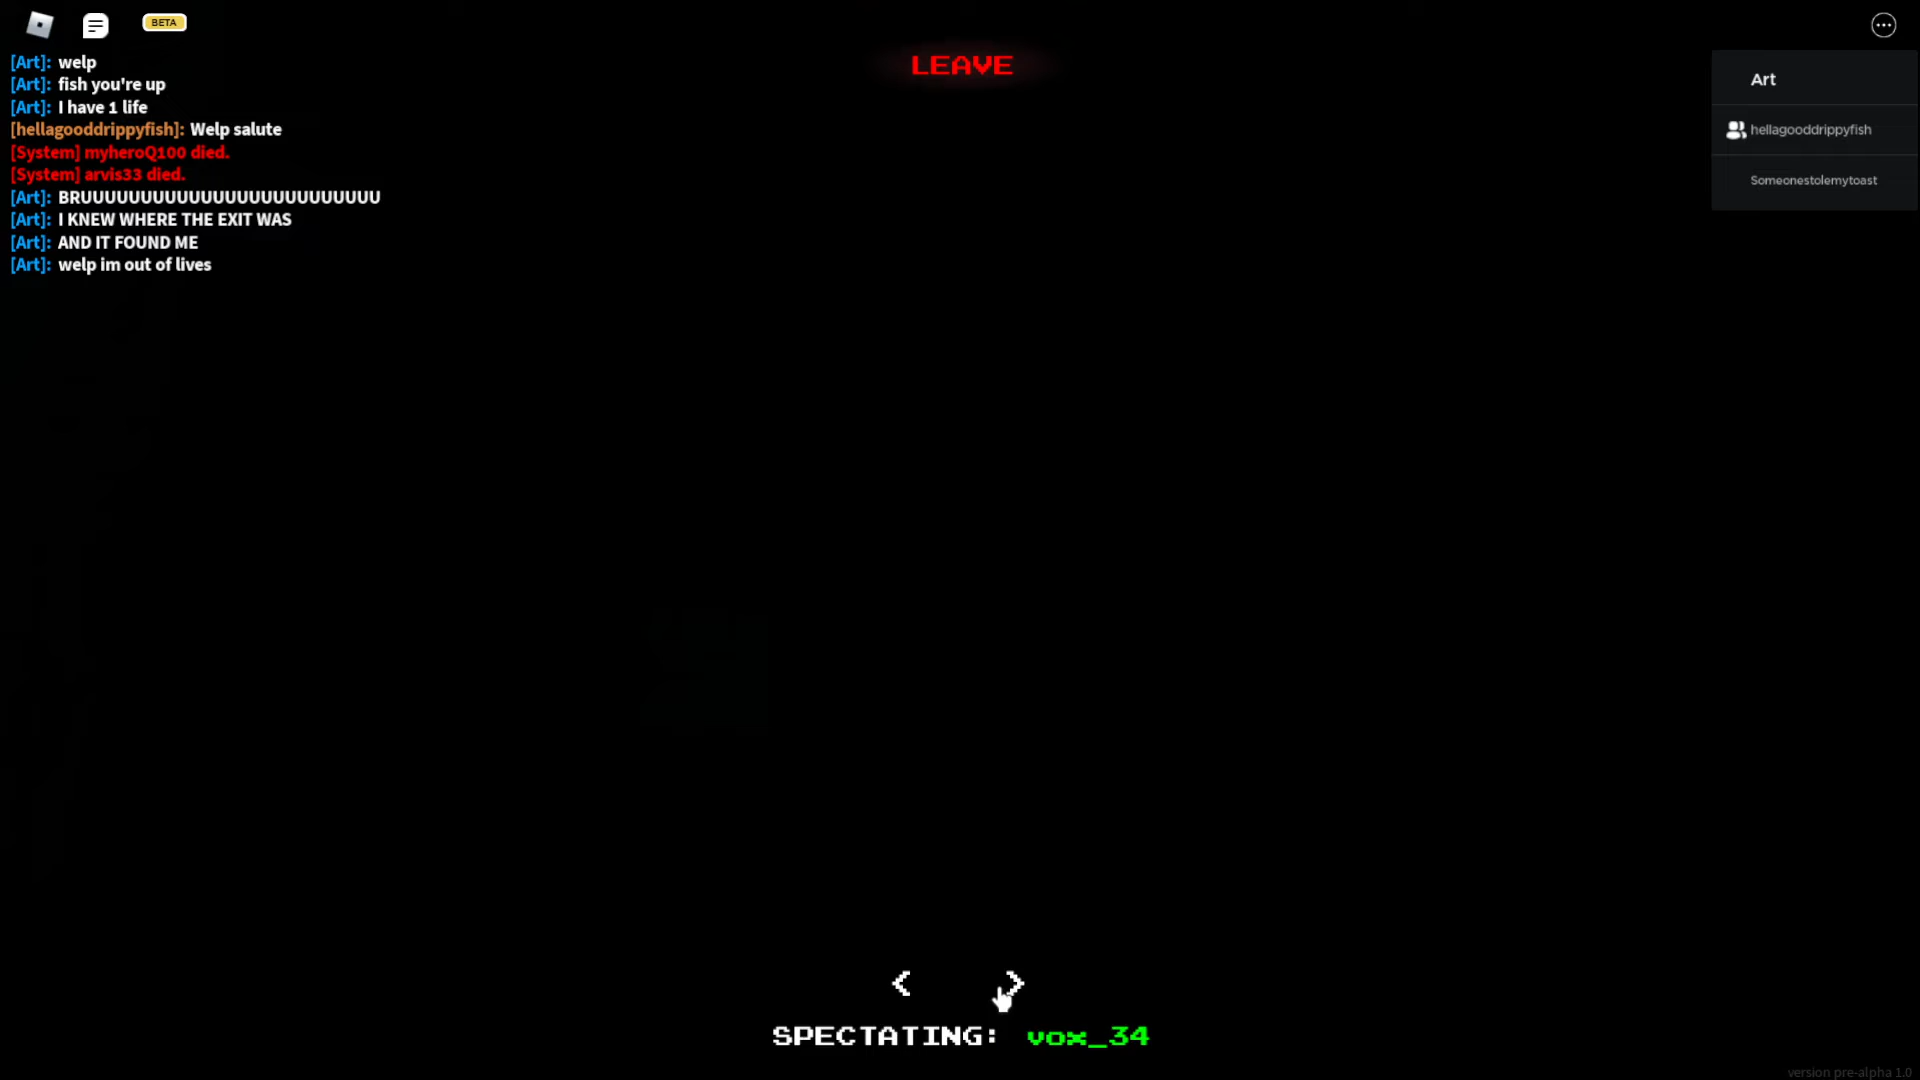 BETA
[Art]: welp
[Art]: fish you're up
[Art]: I have 1 life
[hellagooddrippyfish]: Welp salute
[System] myheroQ100 died.
[System] arvis33 died.
[Art]: BRUUUUUUUUUUUUUUUUUUUUUUUUU
[Art]: I KNEW WHERE THE EXIT WAS
[Art]: AND IT FOUND ME
[Art]: welp im out of lives
LEAVE
Art
hellagooddrippyfish
Someonestolemytoast
< >
SPECTATING: vox_34
version pre-alpha 1.0